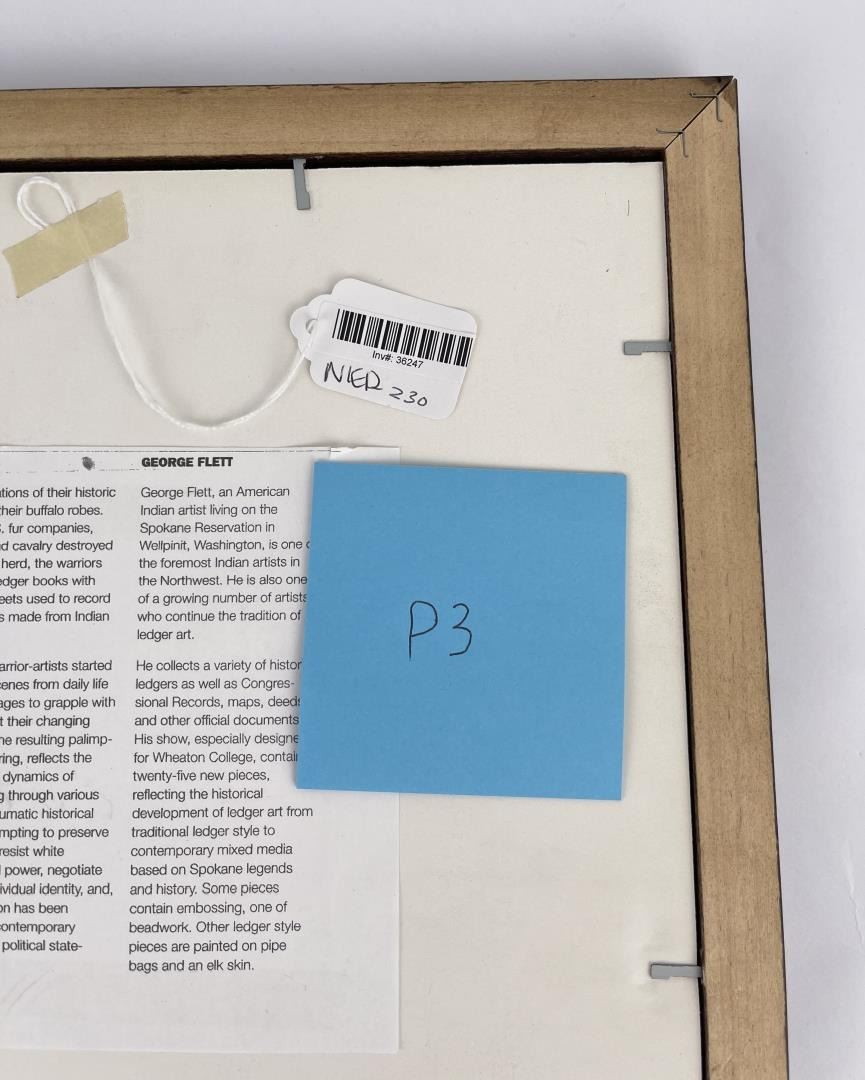 Inv#: 36247
230
ations of their historic
their buffalo robes.
fur companies,
d cavalry destroyed
herd, the warriors
edger books with
eets used to record
s made from Indian
arrior-artists started
enes from daily life
ages to grapple with
t their changing
he resulting palimp-
ring, reflects the
dynamics of
g through various
umatic historical
mpting to preserve
resist white
power, negotiate
ividual identity, and,
on has been
contemporary
political state-
GEORGE FLETT
George Flett, an American
Indian artist living on the
Spokane Reservation in
Wellpinit, Washington, is one
the foremost Indian artists in
the Northwest. He is also one
of a growing number of artists
who continue the tradition of
ledger art.
He collects a variety of histor
ledgers as well as Congres-
sional Records, maps, deeds
and other official documents
His show, especially designe
for Wheaton College, contai
twenty-five new pieces,
reflecting the historical
development of ledger art from
traditional ledger style to
contemporary mixed media
based on Spokane legends
and history. Some pieces
contain embossing, one of
beadwork. Other ledger style
pieces are painted on pipe
bags and an elk skin.
P3